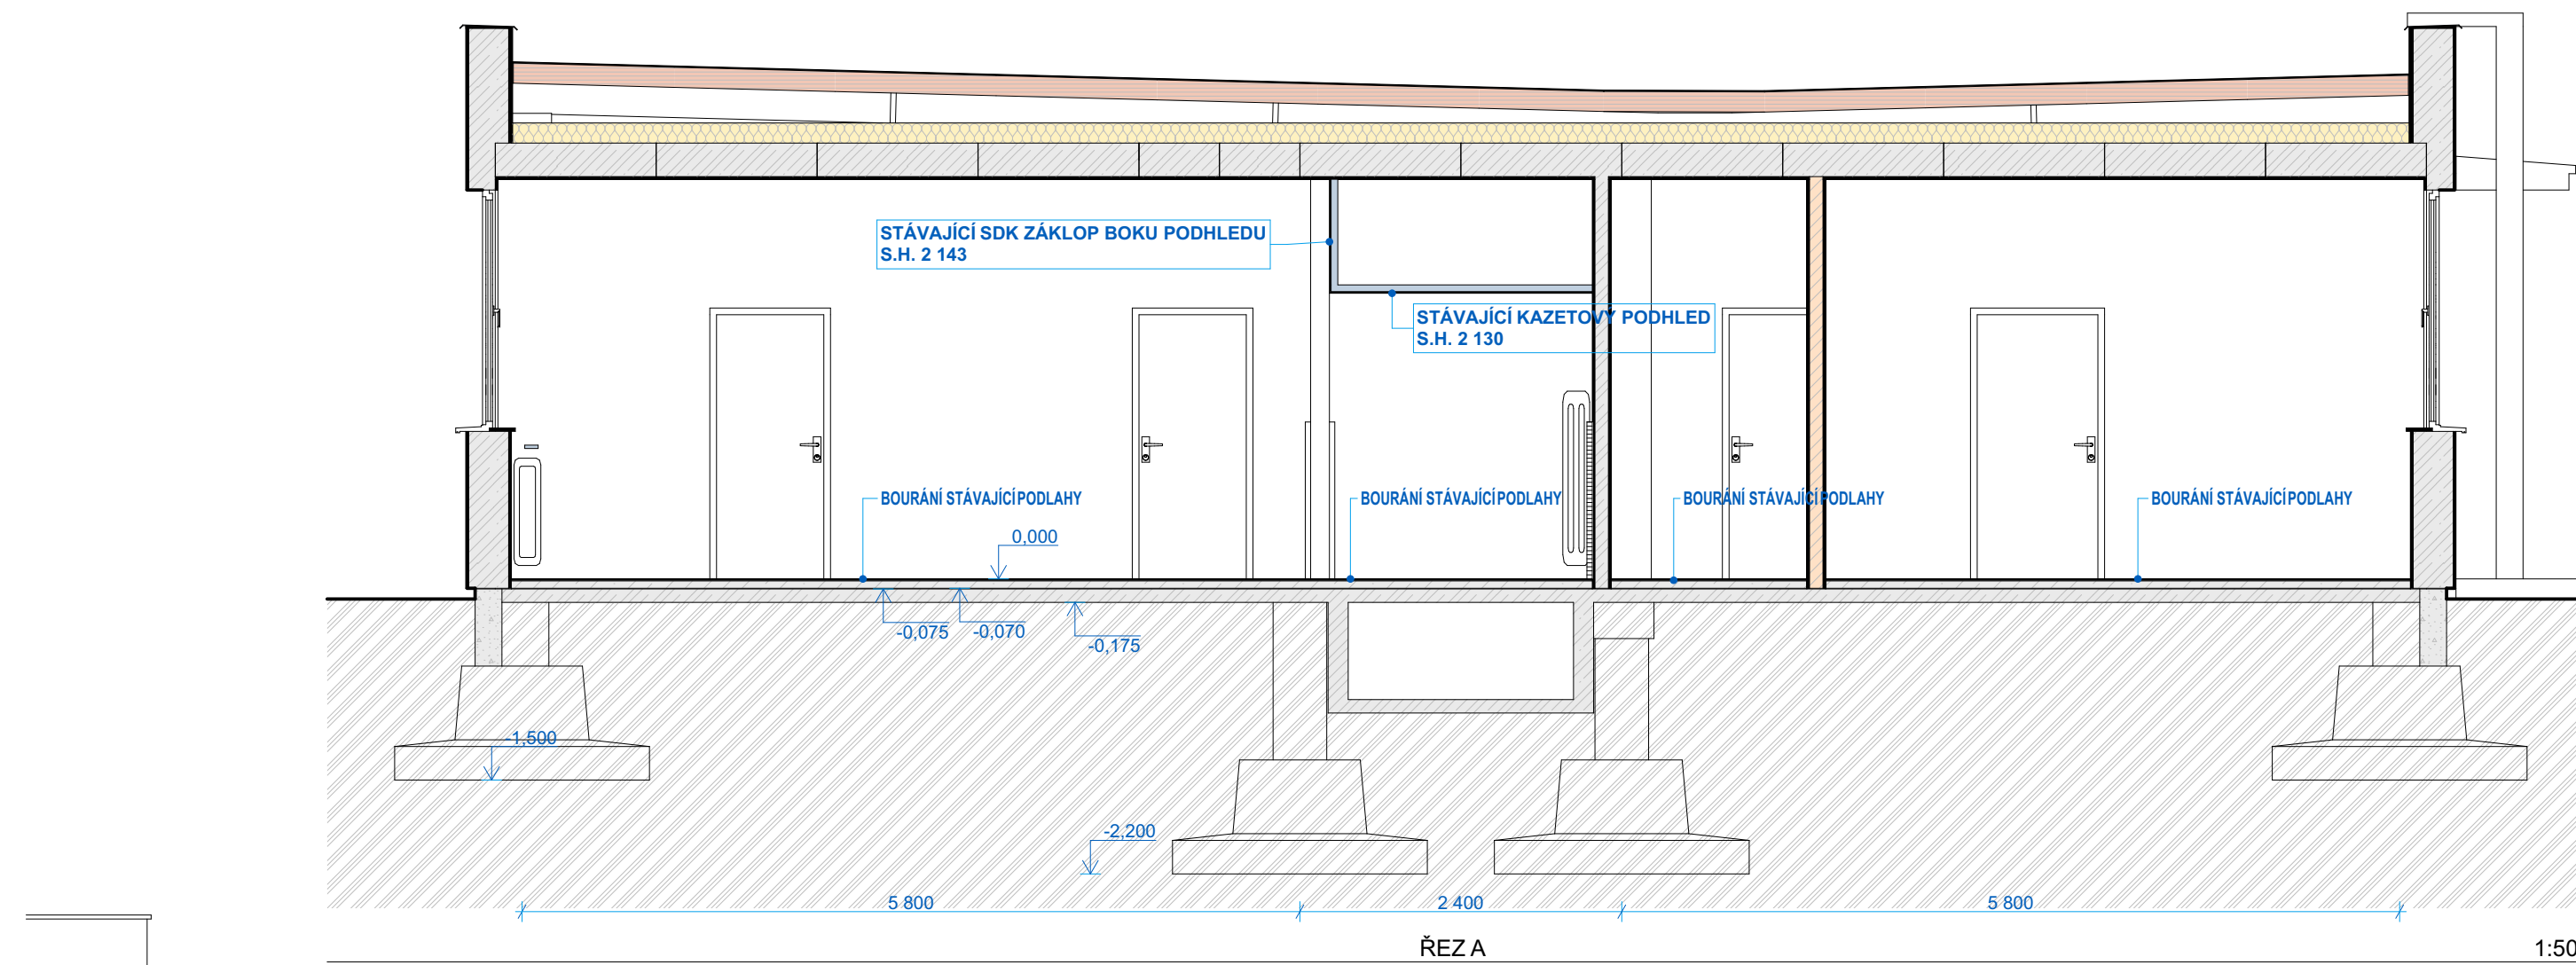 STÁVAJÍCÍ SDK ZÁKLOP BOKU PODHLEDU
S.H. 2 143
STÁVAJÍCÍ KAZETOVÝ PODHLED
S.H. 2 130
BOURÁNÍ STÁVAJÍCÍ PODLAHY
BOURÁNÍ STÁVAJÍCÍ PODLAHY
BOURÁNÍ STÁVAJÍCÍ PODLAHY
BOURÁNÍ STÁVAJÍCÍ PODLAHY
0,000
-0,075
-0,070
-0,175
-1,500
-2,200
5 800
2 400
5 800
ŘEZ A
1:50